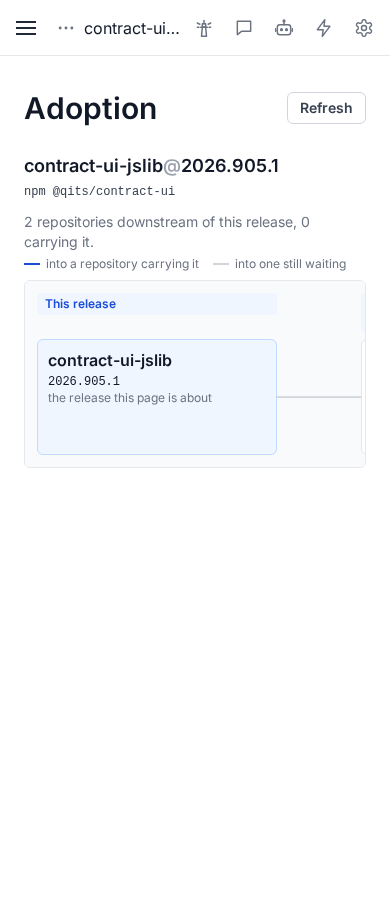 contract-ui...
Adoption
Refresh
contract-ui-jslib@2026.905.1
npm @qits/contract-ui
2 repositories downstream of this release, 0
carrying it.
into a repository carrying it
into one still waiting
This release
contract-ui-jslib
2026.905.1
the release this page is about